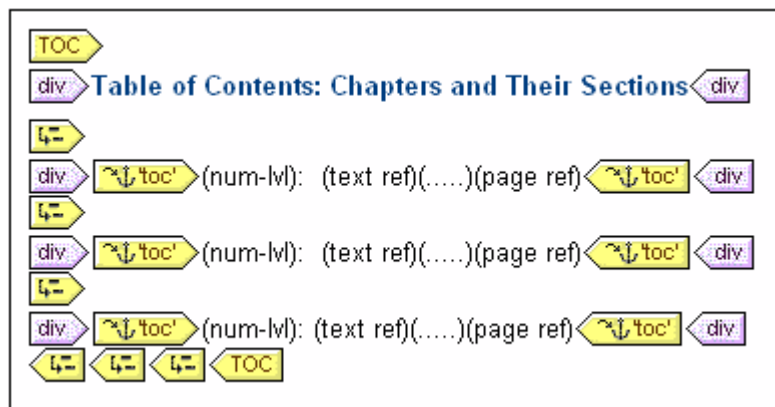 TOC
div Table of Contents: Chapters and Their Sections div
div 'toc' (num-lvl): (text ref)(.....)(page ref) 'toc' div
div 'toc' (num-lvl): (text ref)(.....)(page ref) 'toc' div
div 'toc' (num-lvl): (text ref)(.....)(page ref) 'toc' div
TOC